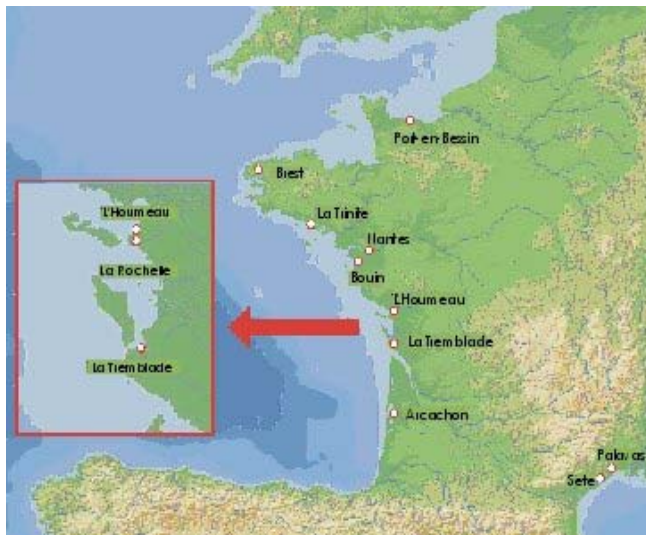 Port-en-Bessin
Brest
La Trinite
Nantes
Bouin
L'Houmeau
La Tremblade
Arcachon
Palavas
Sete
L'Houmeau
La Rochelle
La Tremblade